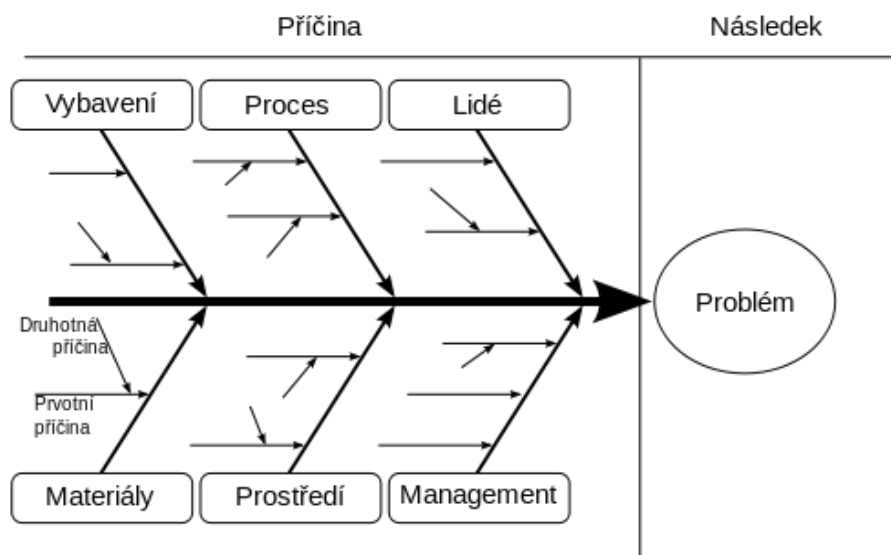 Příčina
Následek
Vybavení
Proces
Lidé
Problém
Druhotná
příčina
Prvotní
příčina
Materiály
Prostředí
Management